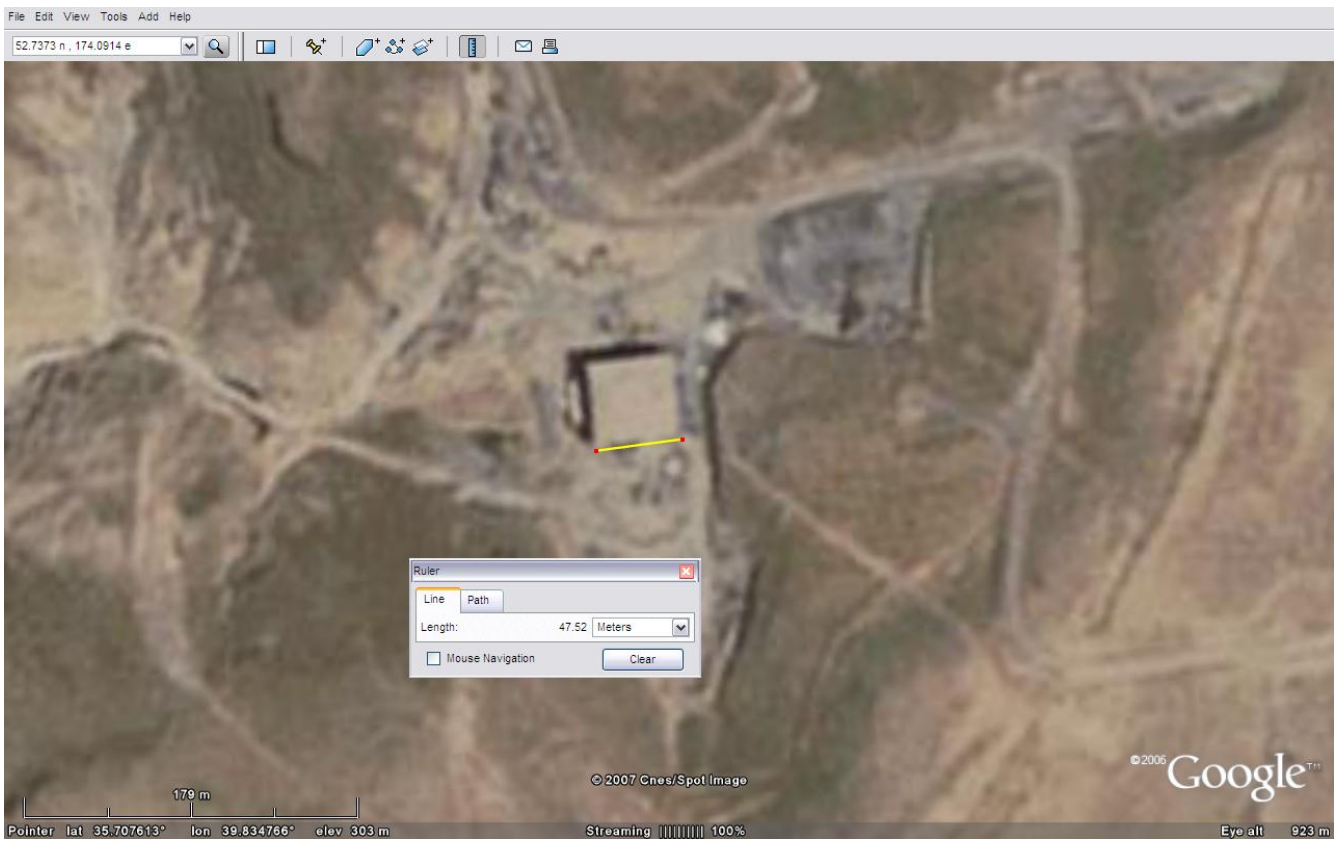 File Edit View Tools Add Help
52.7373 n , 174.0914 e
Ruler
Line Path
Length: 47.52 Meters
Mouse Navigation Clear
©2006 Google™
© 2007 Cnes/Spot Image
179 m
Pointer lat 35.707613° lon 39.834766° elev 303 m Streaming |||||||||| 100% Eye alt 923 m